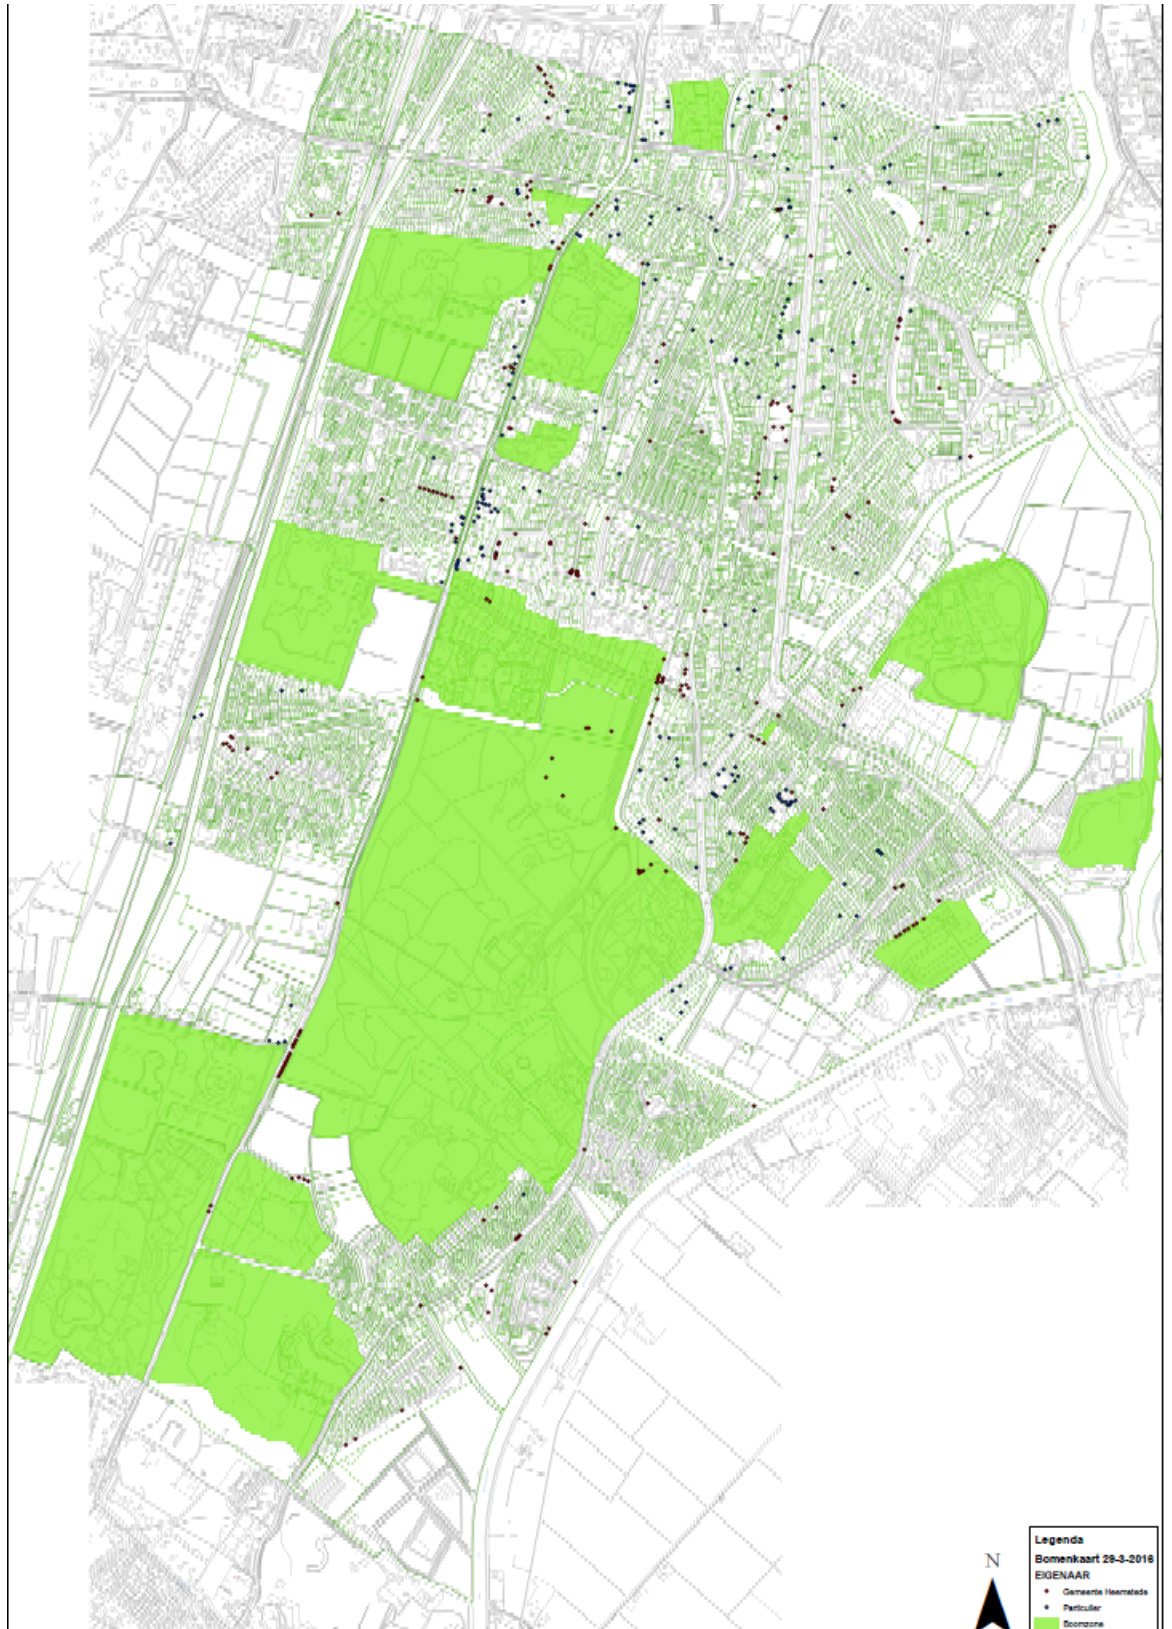 N
Legenda
Bomenkaart 29-3-2016
EIGENAAR
Gemeente Heemstede
Particulier
Boomzone